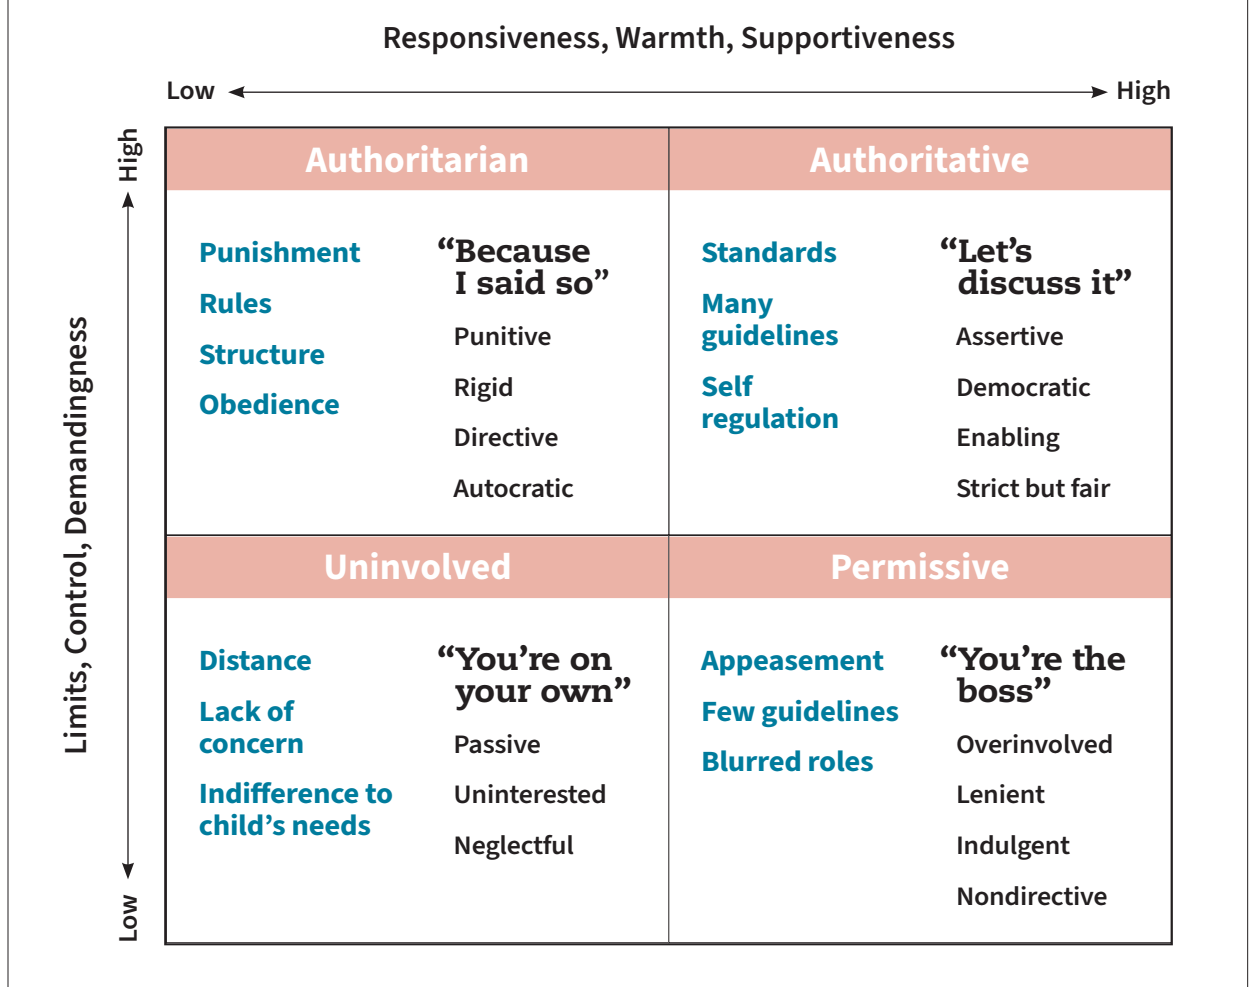 Responsiveness, Warmth, Supportiveness
Low
High
Limits, Control, Demandingness
High
Low
Authoritarian
Punishment
Rules
Structure
Obedience
“Because
I said so”
Punitive
Rigid
Directive
Autocratic
Authoritative
Standards
Many
guidelines
Self
regulation
“Let’s
discuss it”
Assertive
Democratic
Enabling
Strict but fair
Uninvolved
Distance
Lack of
concern
Indifference to
child’s needs
“You’re on
your own”
Passive
Uninterested
Neglectful
Permissive
Appeasement
Few guidelines
Blurred roles
“You’re the
boss”
Overinvolved
Lenient
Indulgent
Nondirective